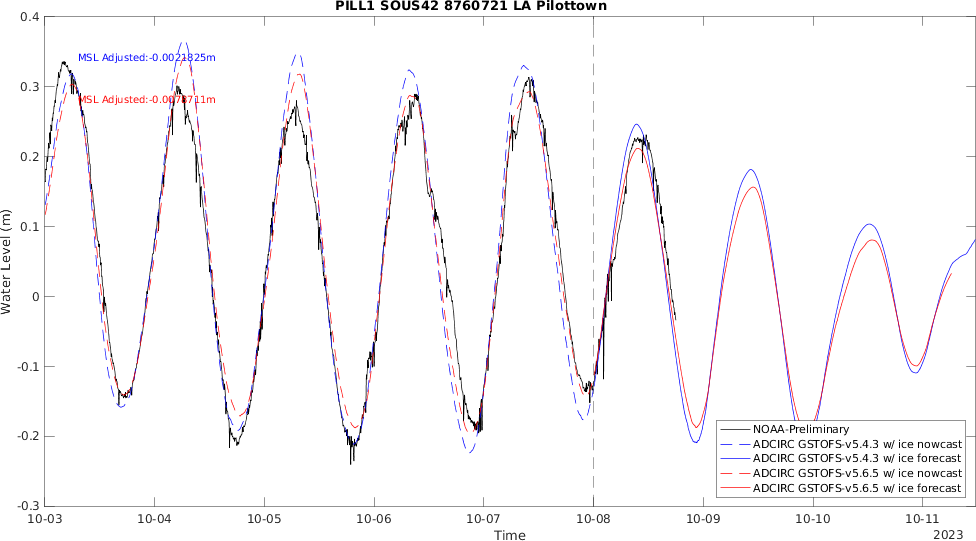 PILL1 SOUS42 8760721 LA Pilottown
0.4
0.3
0.2
0.1
0
-0.1
-0.2
-0.3
Water Level (m)
MSL Adjusted:-0.0021825m
MSL Adjusted:-0.0078711m
NOAA-Preliminary
ADCIRC GSTOFS-v5.4.3 w/ ice nowcast
ADCIRC GSTOFS-v5.4.3 w/ ice forecast
ADCIRC GSTOFS-v5.6.5 w/ ice nowcast
ADCIRC GSTOFS-v5.6.5 w/ ice forecast
10-03 10-04 10-05 10-06 10-07 10-08 10-09 10-10 10-11
Time
2023